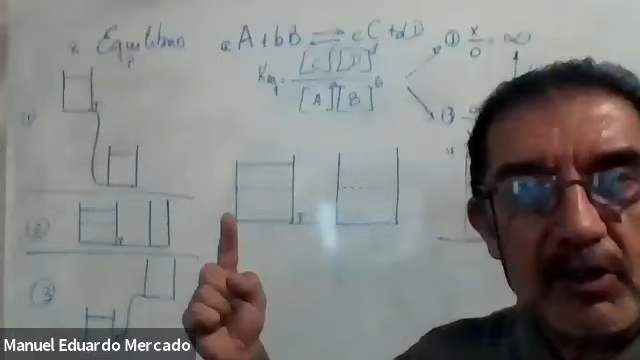 Equilibrio
aA + bB ⇌ cC + dD
Keq = [C]^c[D]^d
[A]^a[B]^b
① x/0 = ∞
①
②
③
Manuel Eduardo Mercado